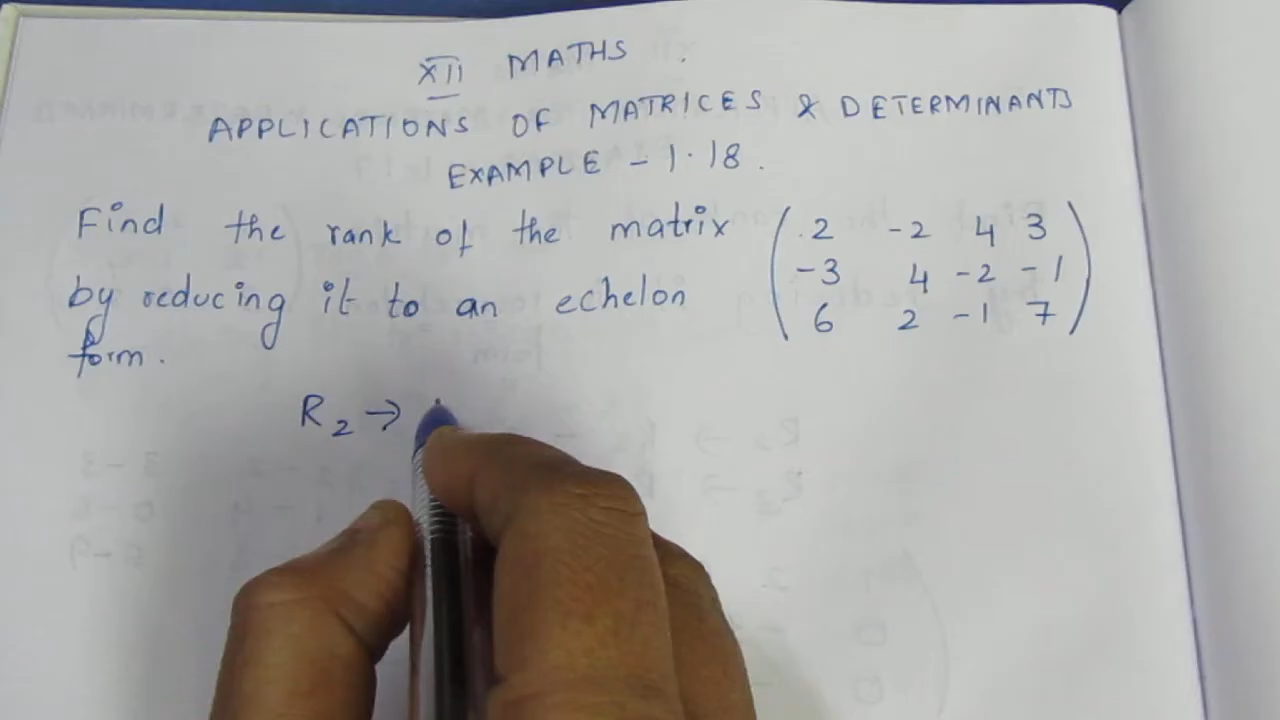 XII MATHS.
APPLICATIONS OF MATRICES & DETERMINANTS
EXAMPLE - 1.18.
Find the rank of the matrix
by reducing it to an echelon
form.
2 -2 4 3
-3 4 -2 -1
6 2 -1 7
R2 →